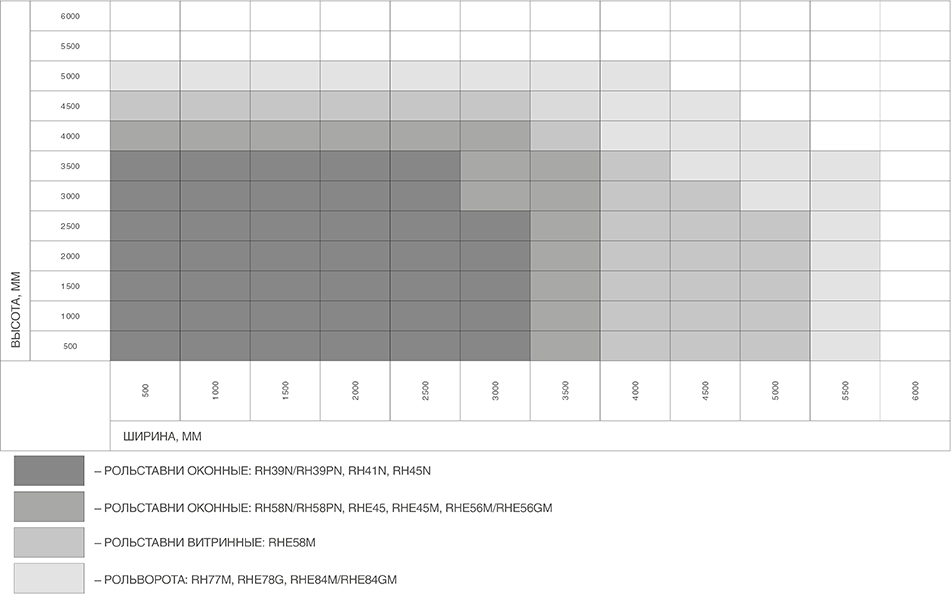 6000
5500
5000
4500
4000
3500
3000
2500
2000
1500
1000
500
ВЫСОТА, ММ
500 1000 1500 2000 2500 3000 3500 4000 4500 5000 5500 6000
ШИРИНА, ММ
– РОЛЬСТАВНИ ОКОННЫЕ: RH39N/RH39PN, RH41N, RH45N
– РОЛЬСТАВНИ ОКОННЫЕ: RH58N/RH58PN, RHE45, RHE45M, RHE56M/RHE56GM
– РОЛЬСТАВНИ ВИТРИННЫЕ: RHE58M
– РОЛЬВОРОТА: RH77M, RHE78G, RHE84M/RHE84GM